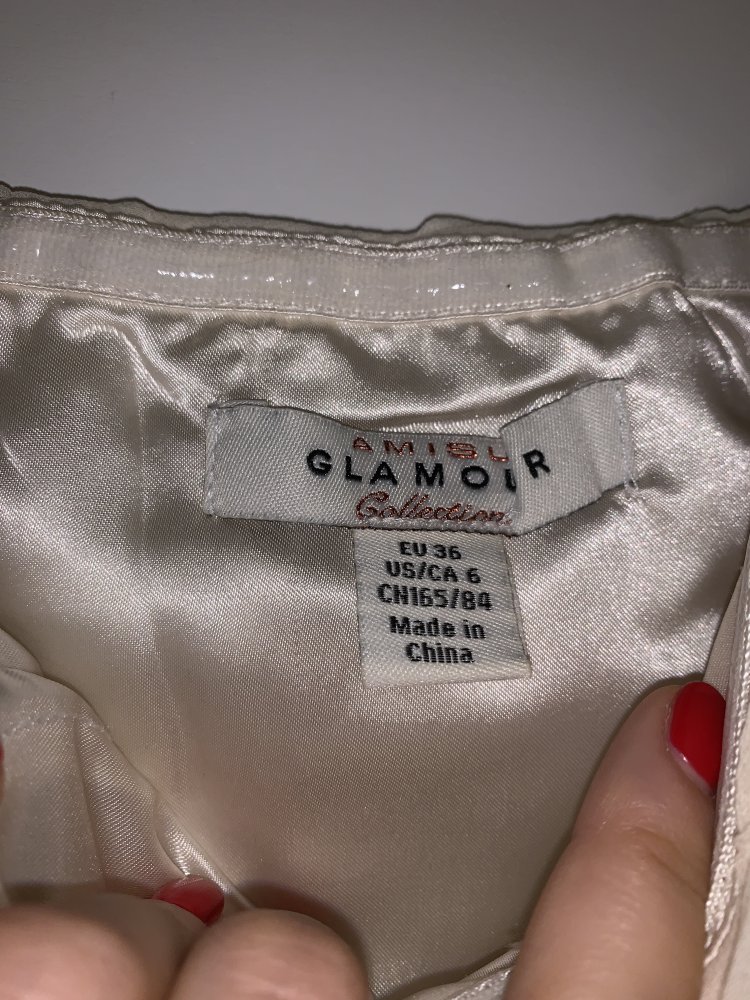 AMISU
GLAMOUR
Collection
EU 36
US/CA 6
CN165/84
Made in
China